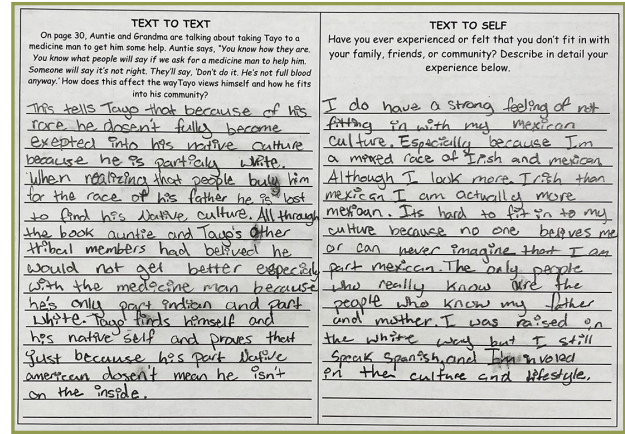 TEXT TO TEXT
On page 30, Auntie and Grandma are talking about taking Tayo to a
medicine man to get him some help. Auntie says, "You know how they are.
You know what people will say if we ask for a medicine man to help him.
Someone will say it's not right. They'll say, 'Don't do it. He's not full blood
anyway.' How does this affect the wayTayo views himself and how he fits
into his community?
This tells Tayo that because of his
race he dosen't fully become
exepted into his native culture
because he is particaly white.
When realizing that people buly him
for the race of his father he is lost
to find his Native culture. All through
the book auntie and Tayo's other
tribal members had belived he
would not get better especialy
with the medicine man because
he's only part indian and part
white. Tayo finds himself and
his native self and proves that
just because his part Native
american dosen't mean he isn't
on the inside.
TEXT TO SELF
Have you ever experienced or felt that you don't fit in with
your family, friends, or community? Describe in detail your
experience below.
I do have a strong feeling of not
fitting in with my mexican
culture. Especially because I'm
a mixed race of Irish and mexican
Although I look more Irish than
mexican I am actually more
mexican. Its hard to fit in to my
culture because no one beleves me
or can never imagine that I am
part mexican. The only people
who really know are the
people who know my father
and mother. I was raised in
the white way but I still
speak spanish, and I'm involed
in the culture and lifestyle.